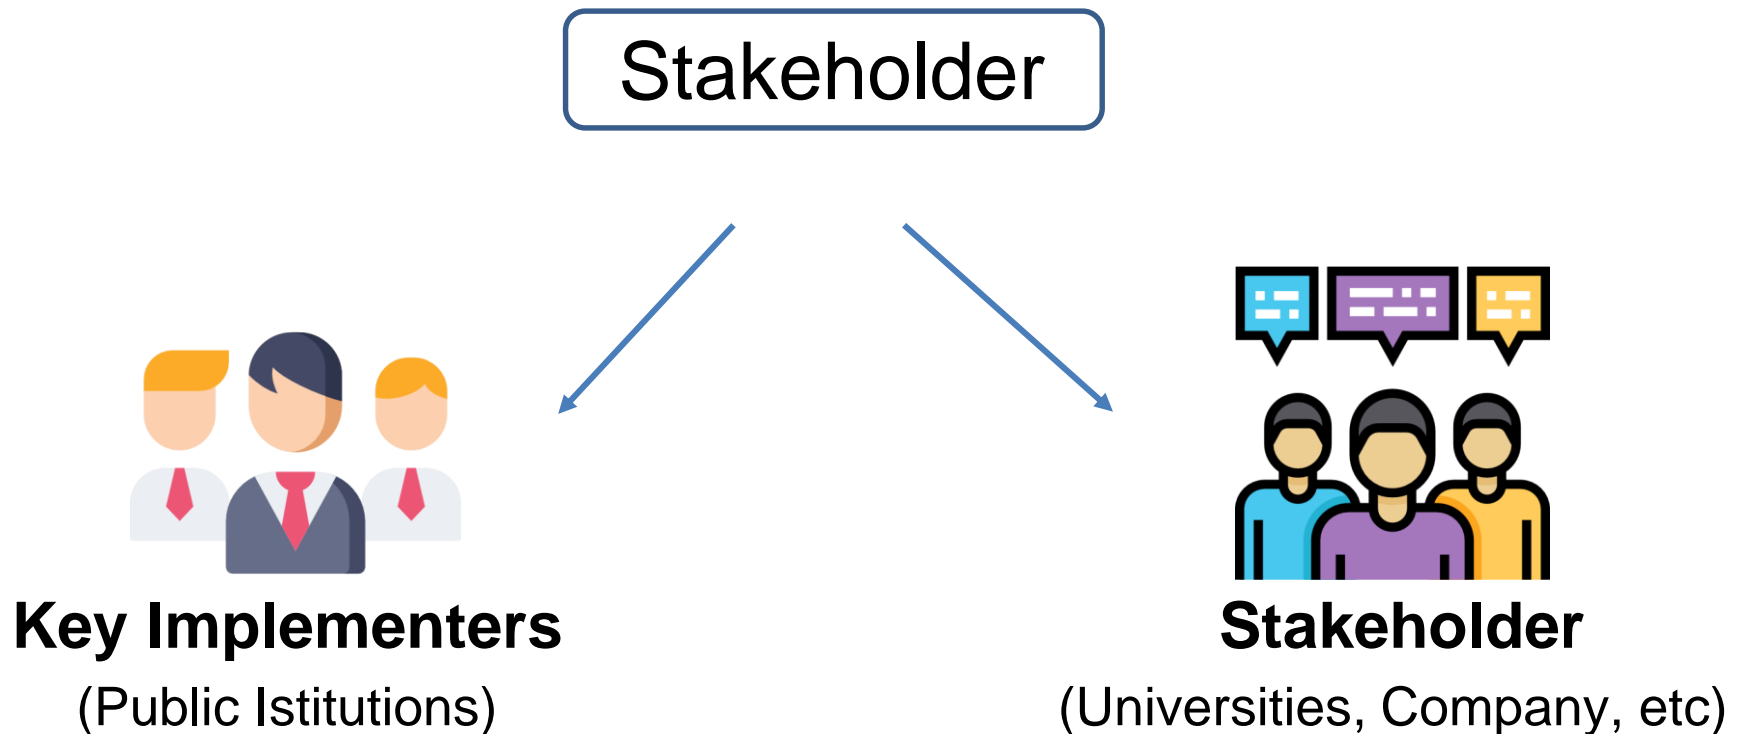 Stakeholder
Key Implementers
(Public Istitutions)
Stakeholder
(Universities, Company, etc)